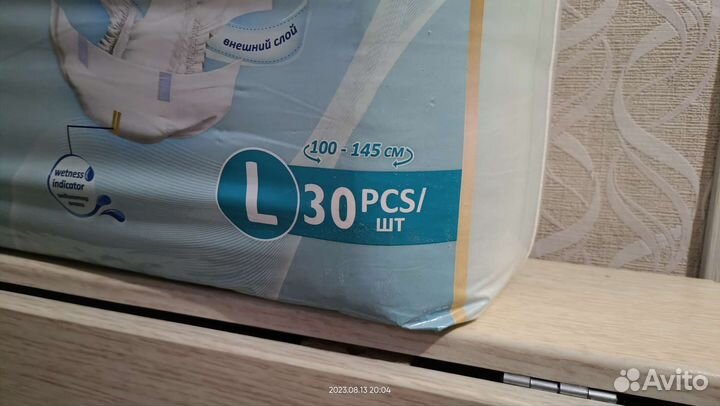 внешний слой
100 - 145 см
wetness
indicator
L
30 PCS/
ШТ
2023.08.13 20:04
Avito